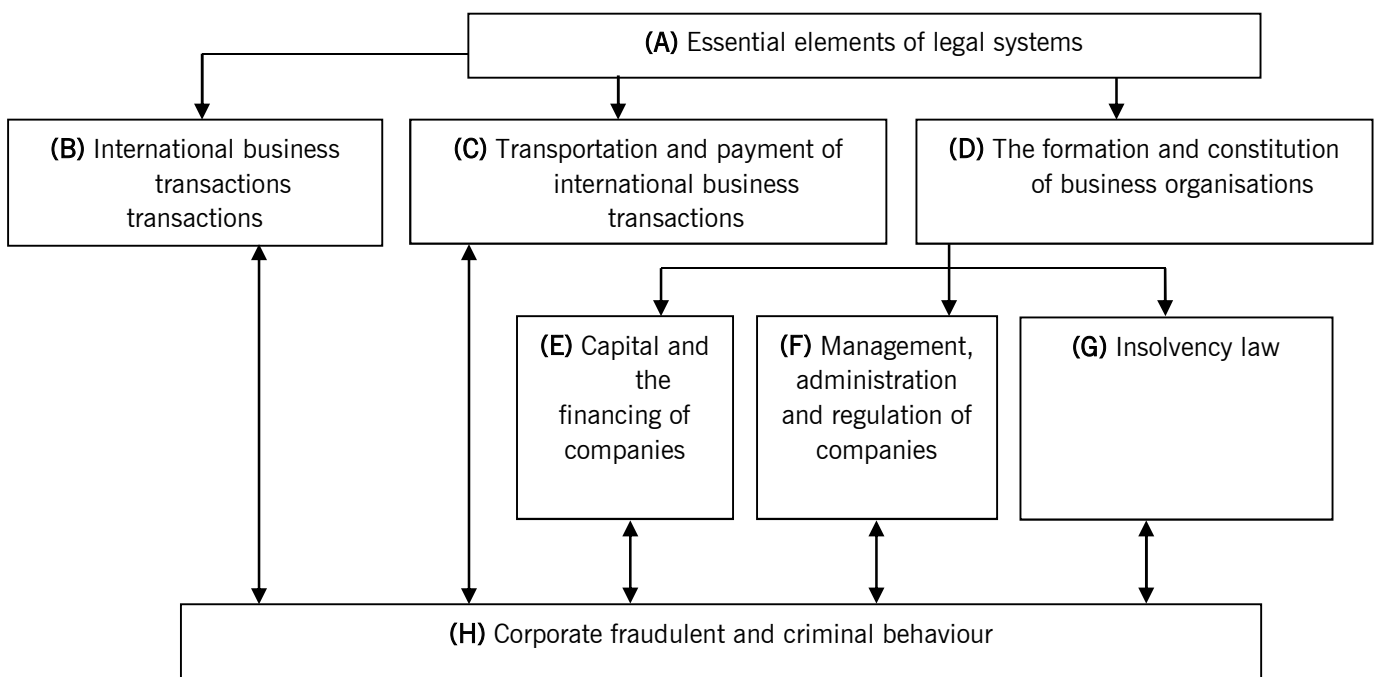 (A) Essential elements of legal systems
(B) International business
transactions
transactions
(C) Transportation and payment of
international business
transactions
(D) The formation and constitution
of business organisations
(E) Capital and
the
financing of
companies
(F) Management,
administration
and regulation of
companies
(G) Insolvency law
(H) Corporate fraudulent and criminal behaviour